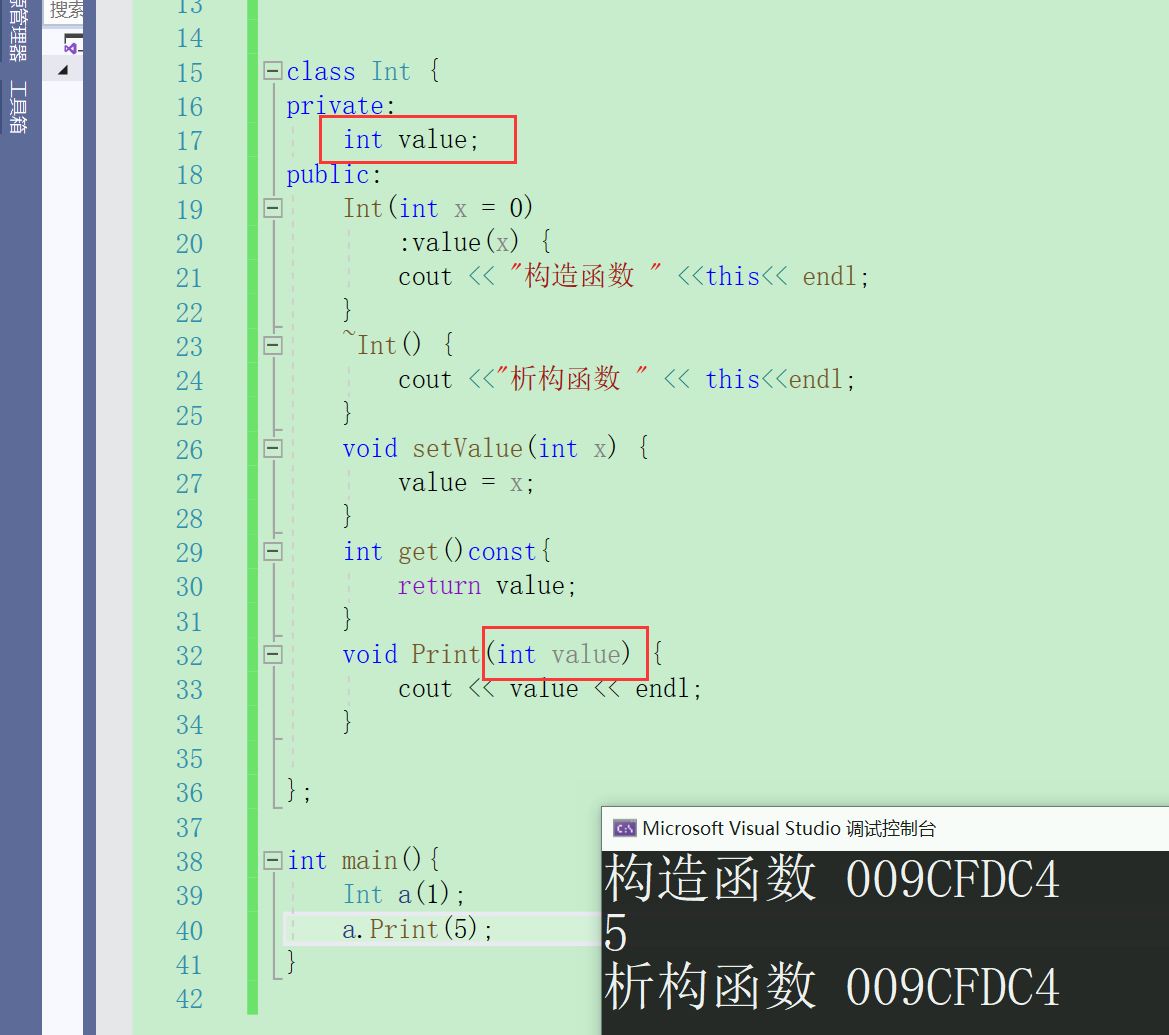 搜索
源管理器
工具箱
13
14
15 class Int {
16 private:
17 int value;
18 public:
19 Int(int x = 0)
20 :value(x) {
21 cout << "构造函数 " <<this<< endl;
22 }
23 ~Int() {
24 cout <<"析构函数 " << this<<endl;
25 }
26 void setValue(int x) {
27 value = x;
28 }
29 int get()const{
30 return value;
31 }
32 void Print(int value) {
33 cout << value << endl;
34 }
35
36 };
37
38 int main(){
39 Int a(1);
40 a.Print(5);
41 }
42
Microsoft Visual Studio 调试控制台
构造函数 009CFDC4
5
析构函数 009CFDC4